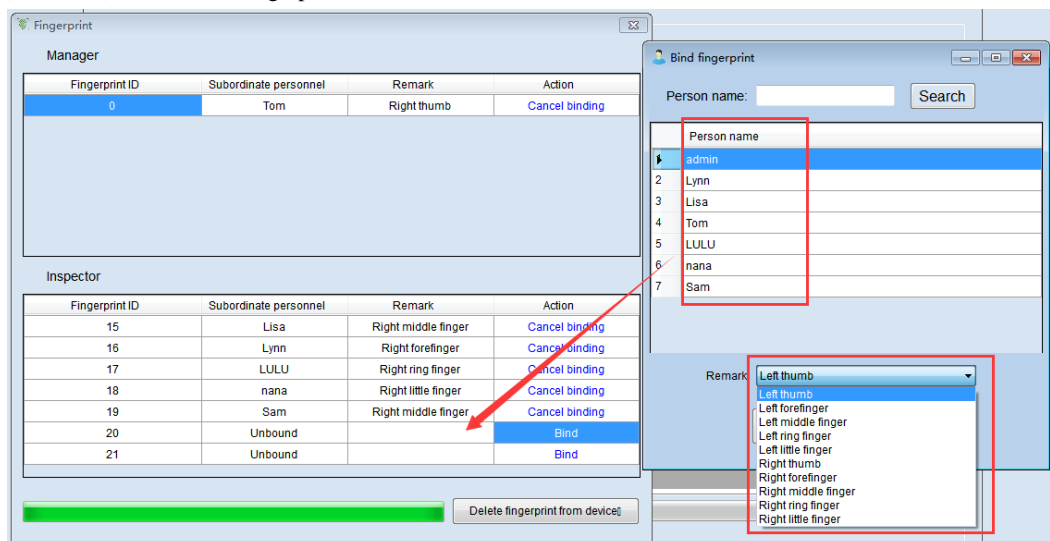 Fingerprint
Manager
Fingerprint ID Subordinate personnel Remark Action
0 Tom Right thumb Cancel binding
Inspector
Fingerprint ID Subordinate personnel Remark Action
15 Lisa Right middle finger Cancel binding
16 Lynn Right forefinger Cancel binding
17 LULU Right ring finger Cancel binding
18 nana Right little finger Cancel binding
19 Sam Right middle finger Cancel binding
20 Unbound Bind
21 Unbound Bind
Delete fingerprint from device
Bind fingerprint
Person name: Search
Person name
admin
2 Lynn
3 Lisa
4 Tom
5 LULU
6 nana
7 Sam
Remark Left thumb
Left thumb
Left forefinger
Left middle finger
Left ring finger
Left little finger
Right thumb
Right forefinger
Right middle finger
Right ring finger
Right little finger